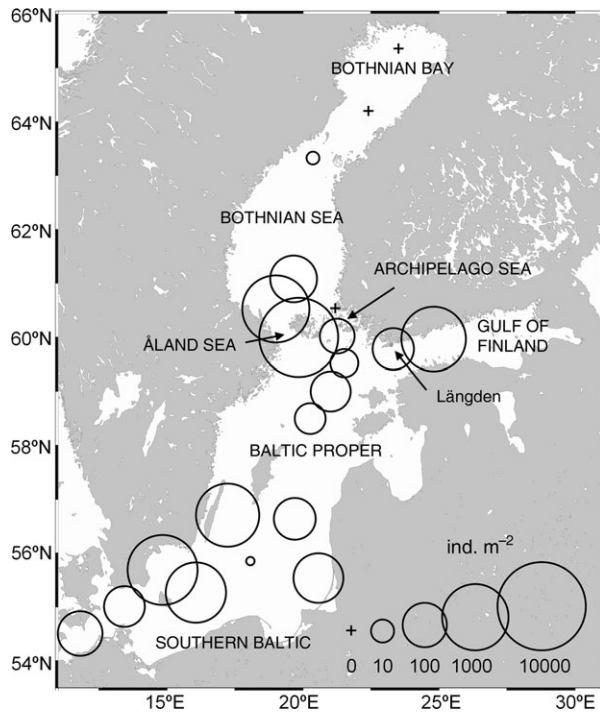 66ºN
BOTHNIAN BAY
64ºN
62ºN
BOTHNIAN SEA
ARCHIPELAGO SEA
60ºN
ÅLAND SEA
GULF OF
FINLAND
Längden
58ºN
BALTIC PROPER
56ºN
ind. m⁻²
SOUTHERN BALTIC
54ºN
+
0 10 100 1000 10000
15ºE 20ºE 25ºE 30ºE